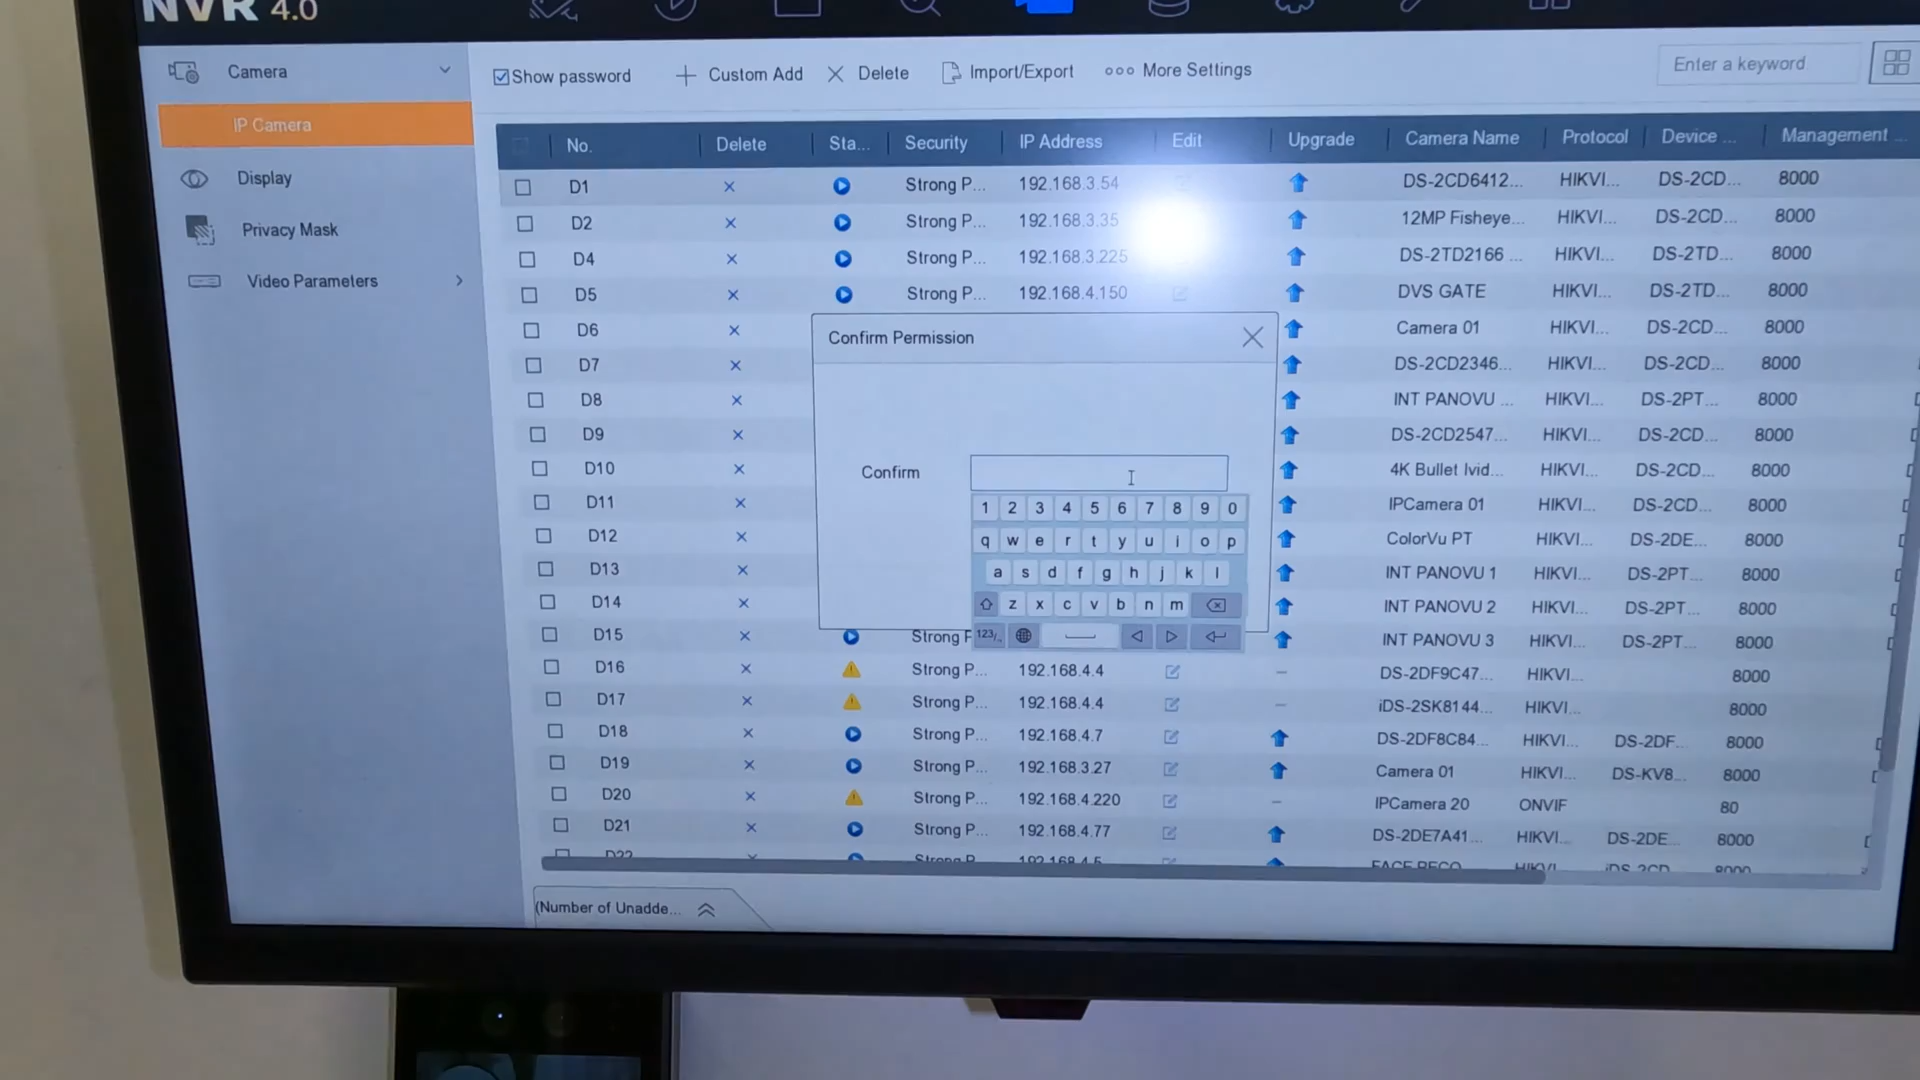 NVR 4.0
Camera
IP Camera
Display
Privacy Mask
Video Parameters
Show password Custom Add Delete Import/Export More Settings Enter a keyword
No. Delete Sta... Security IP Address Edit Upgrade Camera Name Protocol Device ... Management ...
D1 Strong P... 192.168.3.54 DS-2CD6412... HIKVI... DS-2CD... 8000
D2 Strong P... 192.168.3.35 12MP Fisheye... HIKVI... DS-2CD... 8000
D4 Strong P... 192.168.3.225 DS-2TD2166 ... HIKVI... DS-2TD... 8000
D5 Strong P... 192.168.4.150 DVS GATE HIKVI... DS-2TD... 8000
D6 Camera 01 HIKVI... DS-2CD... 8000
D7 DS-2CD2346... HIKVI... DS-2CD... 8000
D8 INT PANOVU ... HIKVI... DS-2PT... 8000
D9 DS-2CD2547... HIKVI... DS-2CD... 8000
D10 4K Bullet Ivid... HIKVI... DS-2CD... 8000
D11 IPCamera 01 HIKVI... DS-2CD... 8000
D12 ColorVu PT HIKVI... DS-2DE... 8000
D13 INT PANOVU 1 HIKVI... DS-2PT... 8000
D14 INT PANOVU 2 HIKVI... DS-2PT... 8000
D15 Strong P INT PANOVU 3 HIKVI... DS-2PT... 8000
D16 Strong P... 192.168.4.4 DS-2DF9C47... HIKVI... 8000
D17 Strong P... 192.168.4.4 iDS-2SK8144... HIKVI... 8000
D18 Strong P... 192.168.4.7 DS-2DF8C84... HIKVI... DS-2DF... 8000
D19 Strong P... 192.168.3.27 Camera 01 HIKVI... DS-KV8... 8000
D20 Strong P... 192.168.4.220 IPCamera 20 ONVIF 80
D21 Strong P... 192.168.4.77 DS-2DE7A41... HIKVI... DS-2DE... 8000
D22 Strong P 192.168.4.5 FACE RECO HIKVI iDS-2CD 8000
(Number of Unadde...
Confirm Permission
Confirm
1 2 3 4 5 6 7 8 9 0
q w e r t y u i o p
a s d f g h j k l
z x c v b n m
123/,.